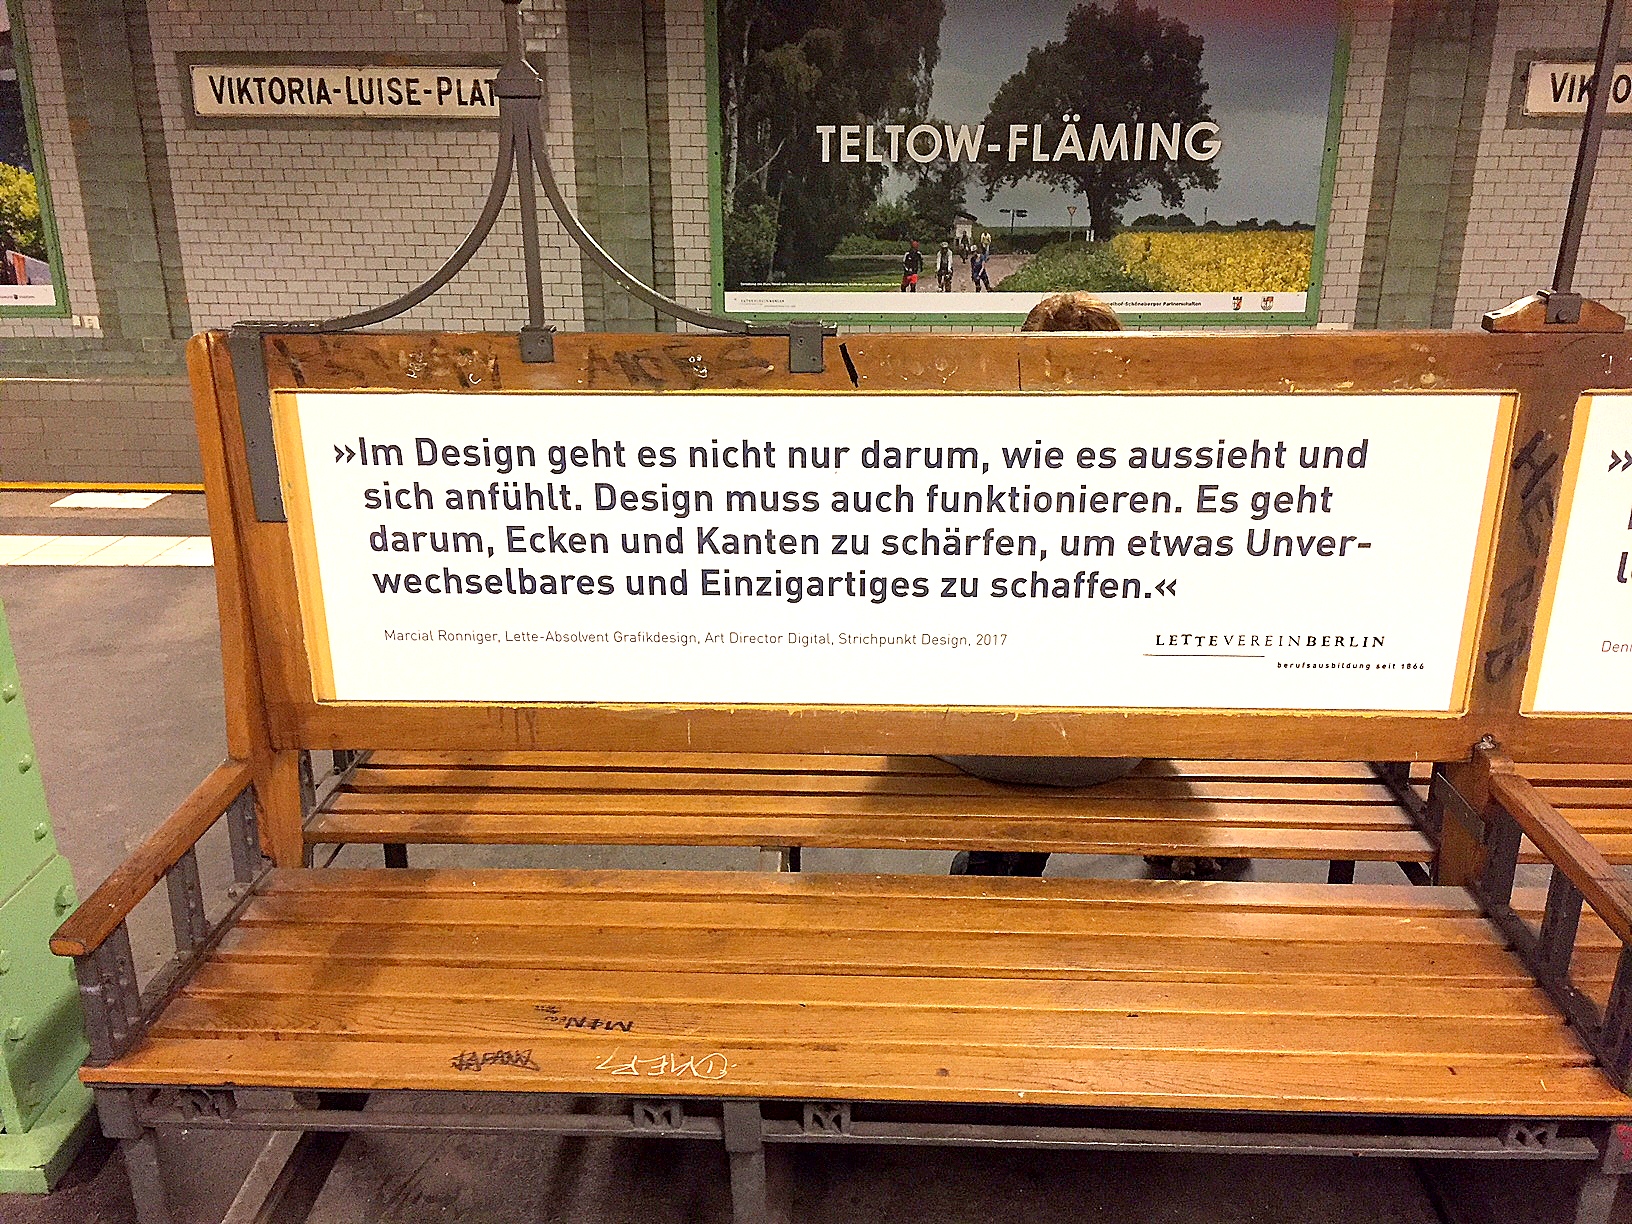 VIKTORIA-LUISE-PLAT
VIKTO
TELTOW-FLÄMING
»Im Design geht es nicht nur darum, wie es aussieht und
sich anfühlt. Design muss auch funktionieren. Es geht
darum, Ecken und Kanten zu schärfen, um etwas Unver-
wechselbares und Einzigartiges zu schaffen.«
Marcial Ronniger, Lette-Absolvent Grafikdesign, Art Director Digital, Strichpunkt Design, 2017
LETTEVEREINBERLIN
berufsausbildung seit 1866
»